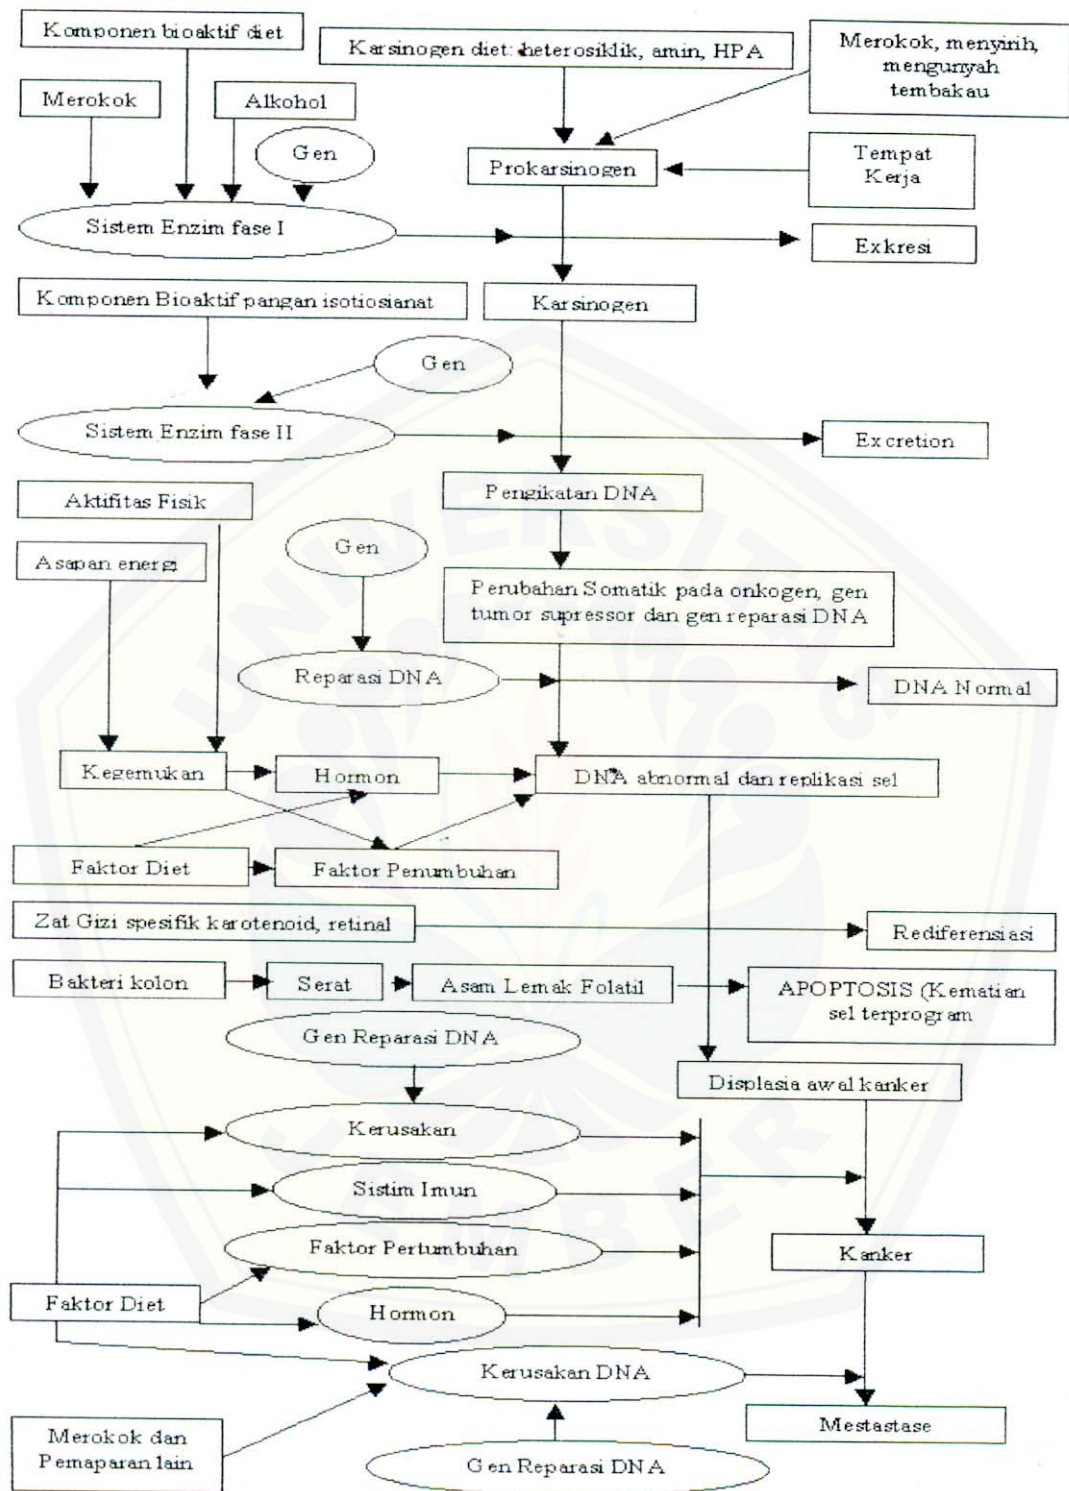 Komponen bioaktif diet
Karsinogen diet: heterosiklik, amin, HPA
Merokok, menyirih,
mengunyah
tembakau
Merokok
Alkohol
Gen
Prokarsinogen
Tempat
Kerja
Sistem Enzim fase I
Exkresi
Komponen Bioaktif pangan isotiosianat
Karsinogen
Gen
Sistem Enzim fase II
Excretion
Pengikatan DNA
Aktifitas Fisik
Gen
Asapan energi
Perubahan Somatik pada onkogen, gen
tumor supressor dan gen reparasi DNA
Reparasi DNA
DNA Normal
Kegemukan
Hormon
DNA abnormal dan replikasi sel
Faktor Diet
Faktor Penumbuhan
Zat Gizi spesifik karotenoid, retinal
Rediferensiasi
Bakteri kolon
Serat
Asam Lemak Folatil
APOPTOSIS (Kematian
sel terprogram
Gen Reparasi DNA
Displasia awal kanker
Kerusakan
Sistim Imun
Faktor Pertumbuhan
Kanker
Faktor Diet
Hormon
Kerusakan DNA
Mestastase
Merokok dan
Pemaparan lain
Gen Reparasi DNA
UNIVERSITAS
JEMBER